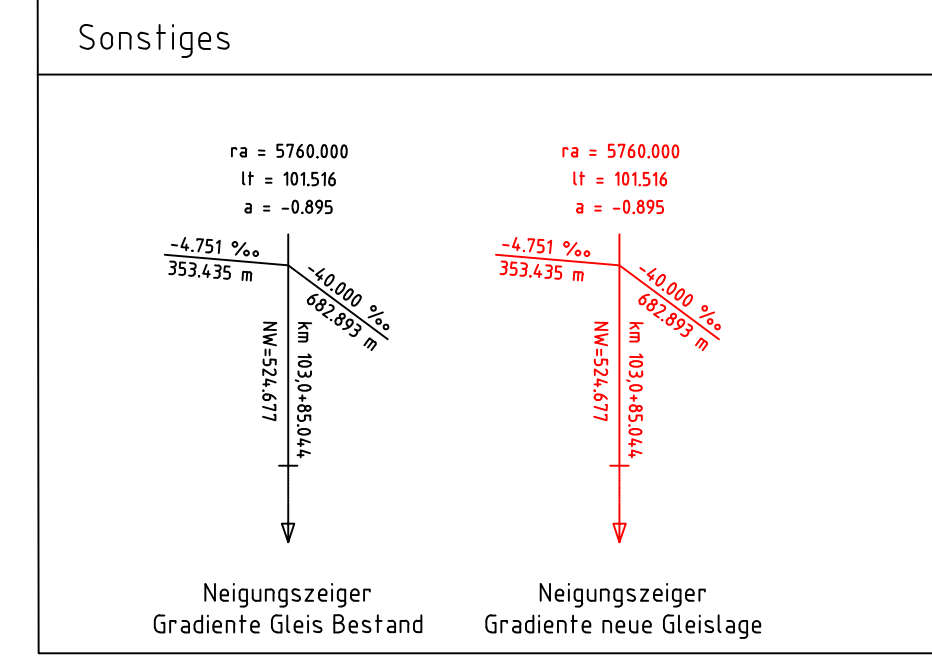 Sonstiges
ra = 5760.000
lt = 101.516
a = -0.895
-4.751 ‰
353.435 m
-40.000 ‰
682.893 m
NW=524.677
km 103,0+85.044
Neigungszeiger
Gradiente Gleis Bestand
ra = 5760.000
lt = 101.516
a = -0.895
-4.751 ‰
353.435 m
-40.000 ‰
682.893 m
NW=524.677
km 103,0+85.044
Neigungszeiger
Gradiente neue Gleislage